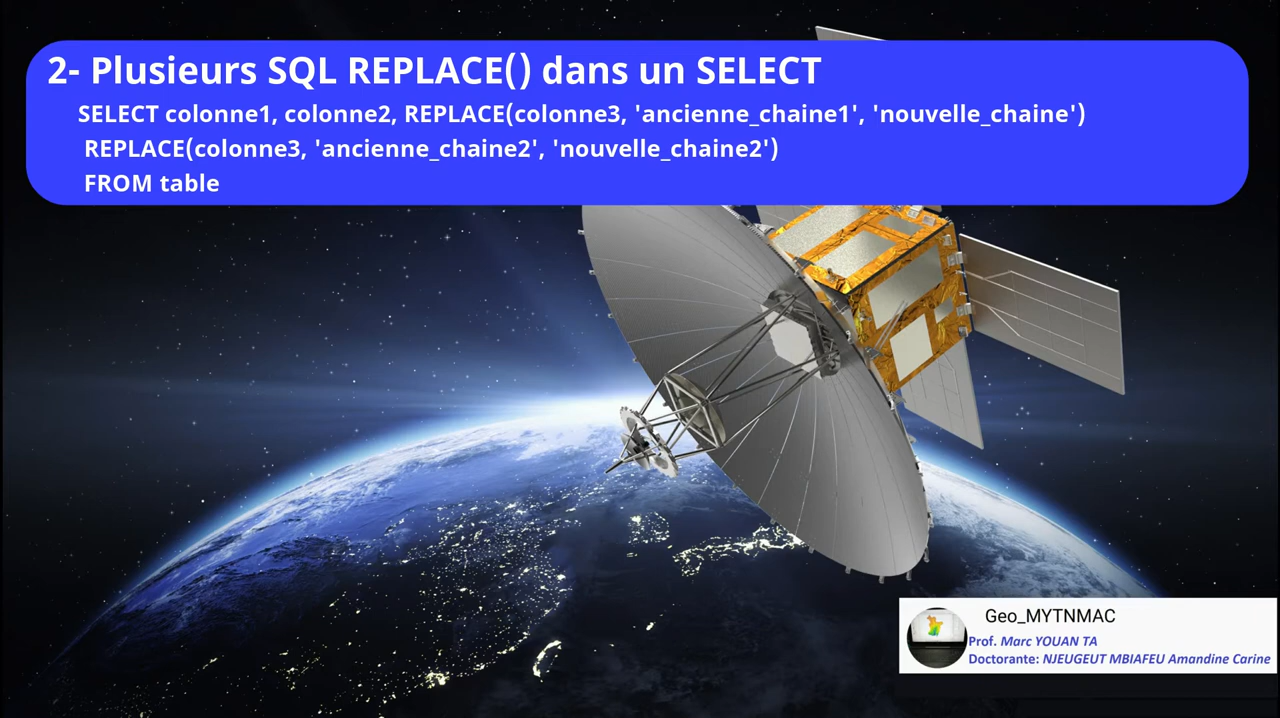 2- Plusieurs SQL REPLACE() dans un SELECT
SELECT colonne1, colonne2, REPLACE(colonne3, 'ancienne_chaine1', 'nouvelle_chaine')
REPLACE(colonne3, 'ancienne_chaine2', 'nouvelle_chaine2')
FROM table
Geo_MYTNMAC
Prof. Marc YOUAN TA
Doctorante: NJEUGEUT MBIAFEU Amandine Carine